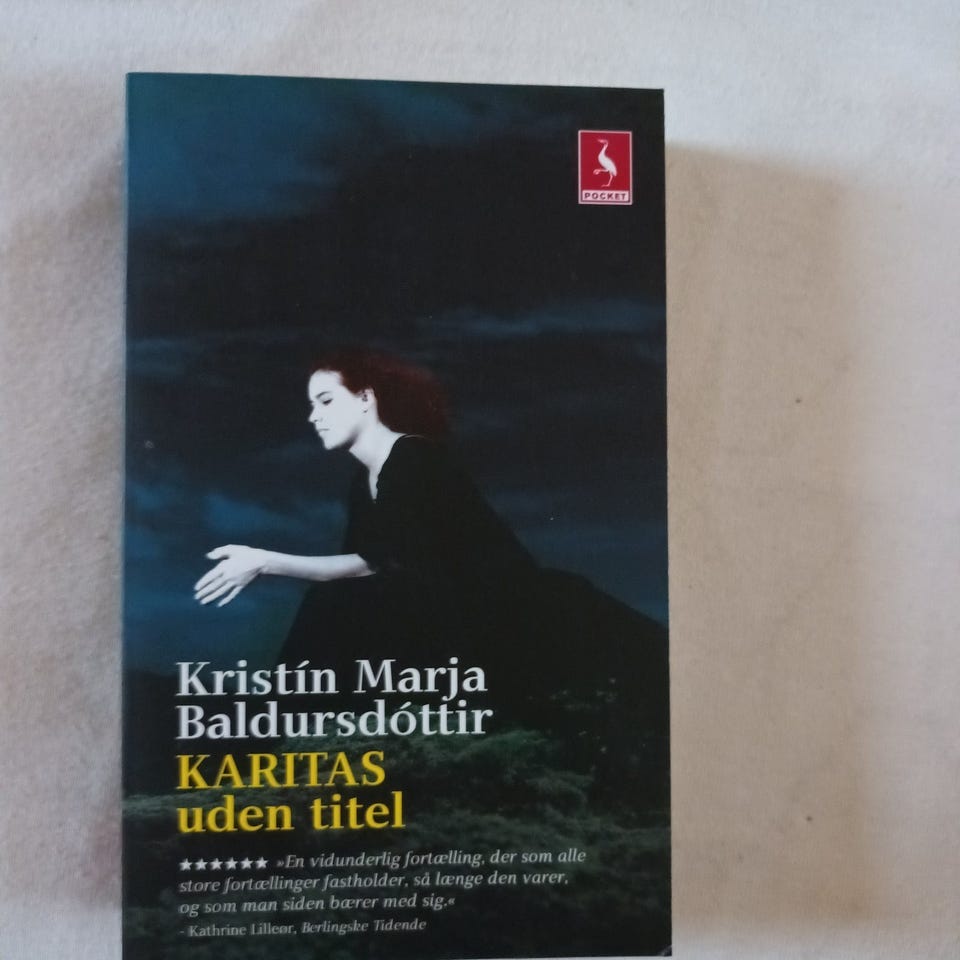 POCKET
Kristín Marja
Baldursdóttir
KARITAS
uden titel
★★★★★★ »En vidunderlig fortælling, der som alle
store fortællinger fastholder, så længe den varer,
og som man siden bærer med sig.«
- Kathrine Lilleør, Berlingske Tidende